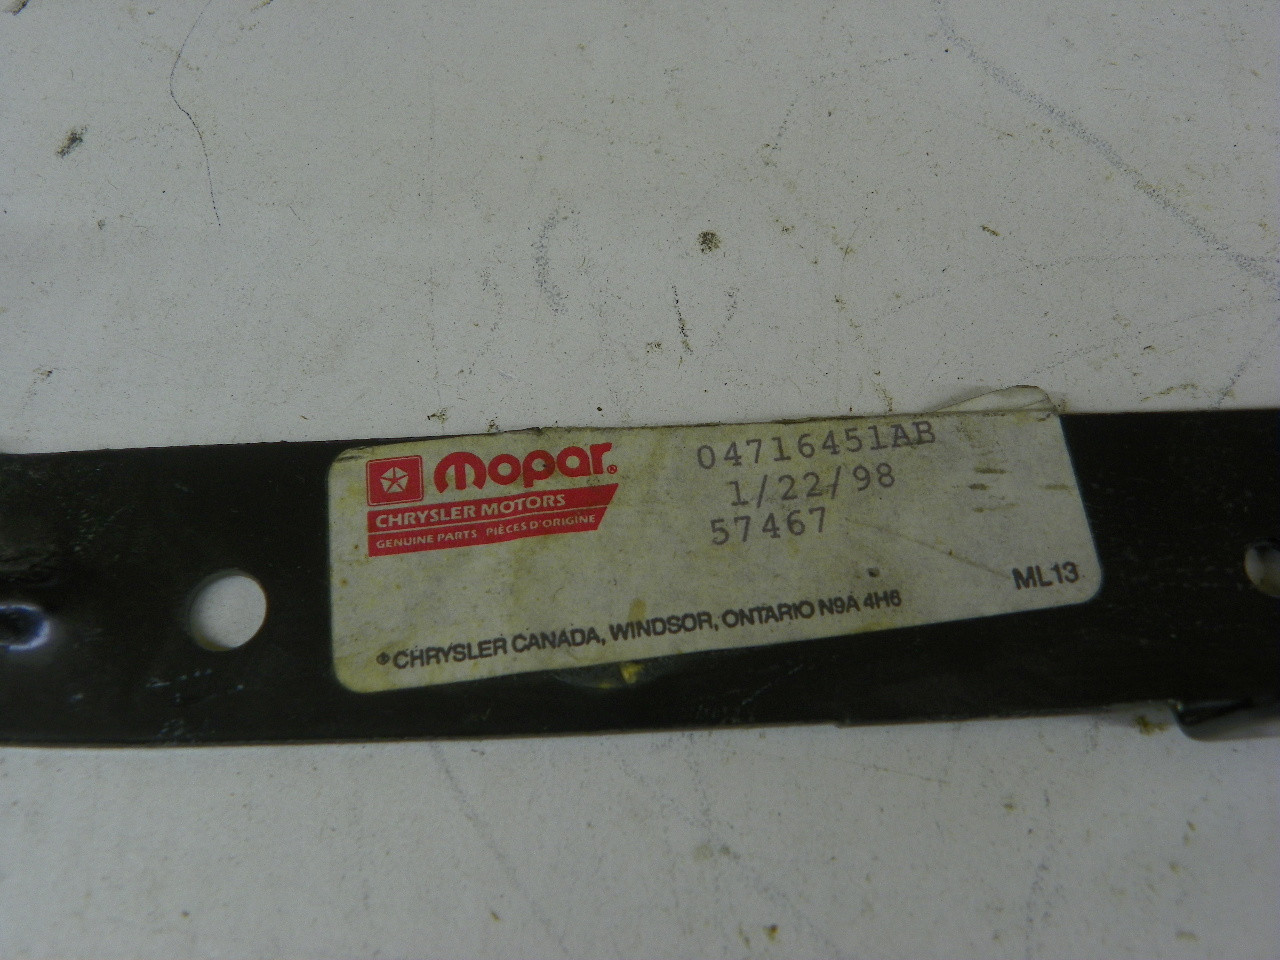 mopar®
CHRYSLER MOTORS
GENUINE PARTS PIÈCES D'ORIGINE
04716451AB
1/22/98
57467
ML13
CHRYSLER CANADA, WINDSOR, ONTARIO N9A 4H6